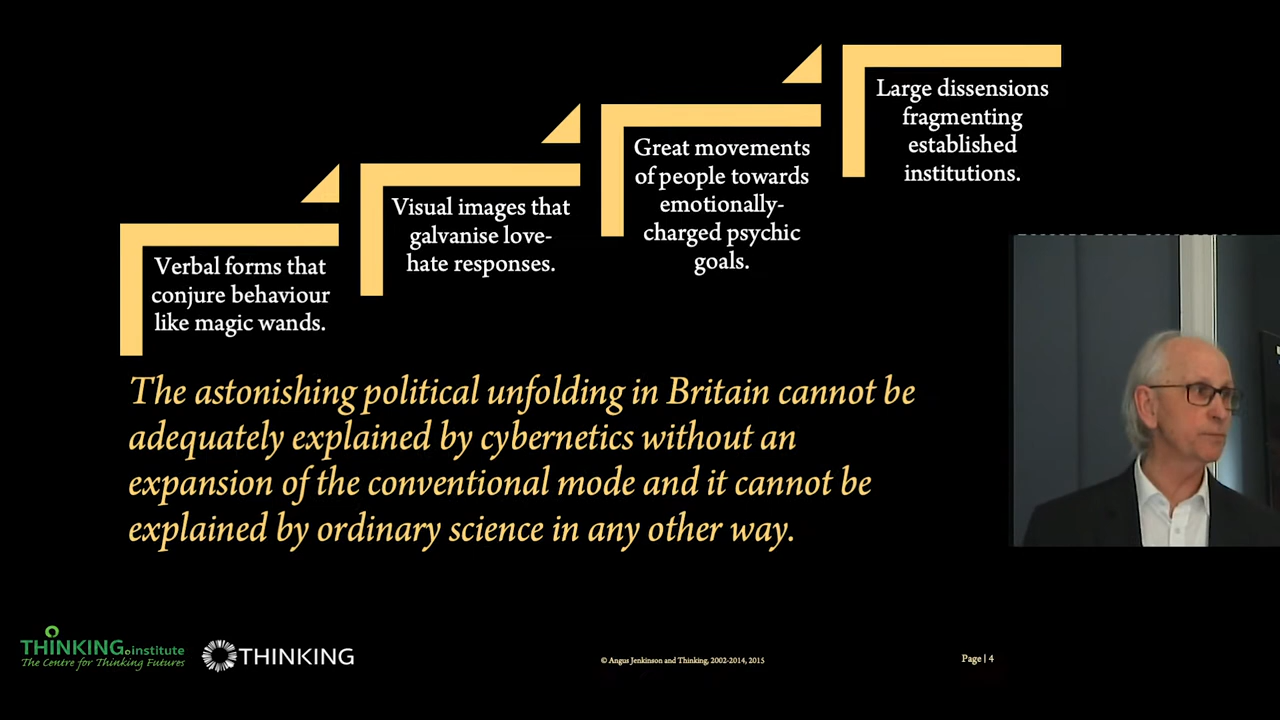 Verbal forms that
conjure behaviour
like magic wands.
Visual images that
galvanise love-
hate responses.
Great movements
of people towards
emotionally-
charged psychic
goals.
Large dissensions
fragmenting
established
institutions.
The astonishing political unfolding in Britain cannot be
adequately explained by cybernetics without an
expansion of the conventional mode and it cannot be
explained by ordinary science in any other way.
THiNKING.institute
The Centre for Thinking Futures
THINKING
© Angus Jenkinson and Thinking, 2002-2014, 2015
Page | 4